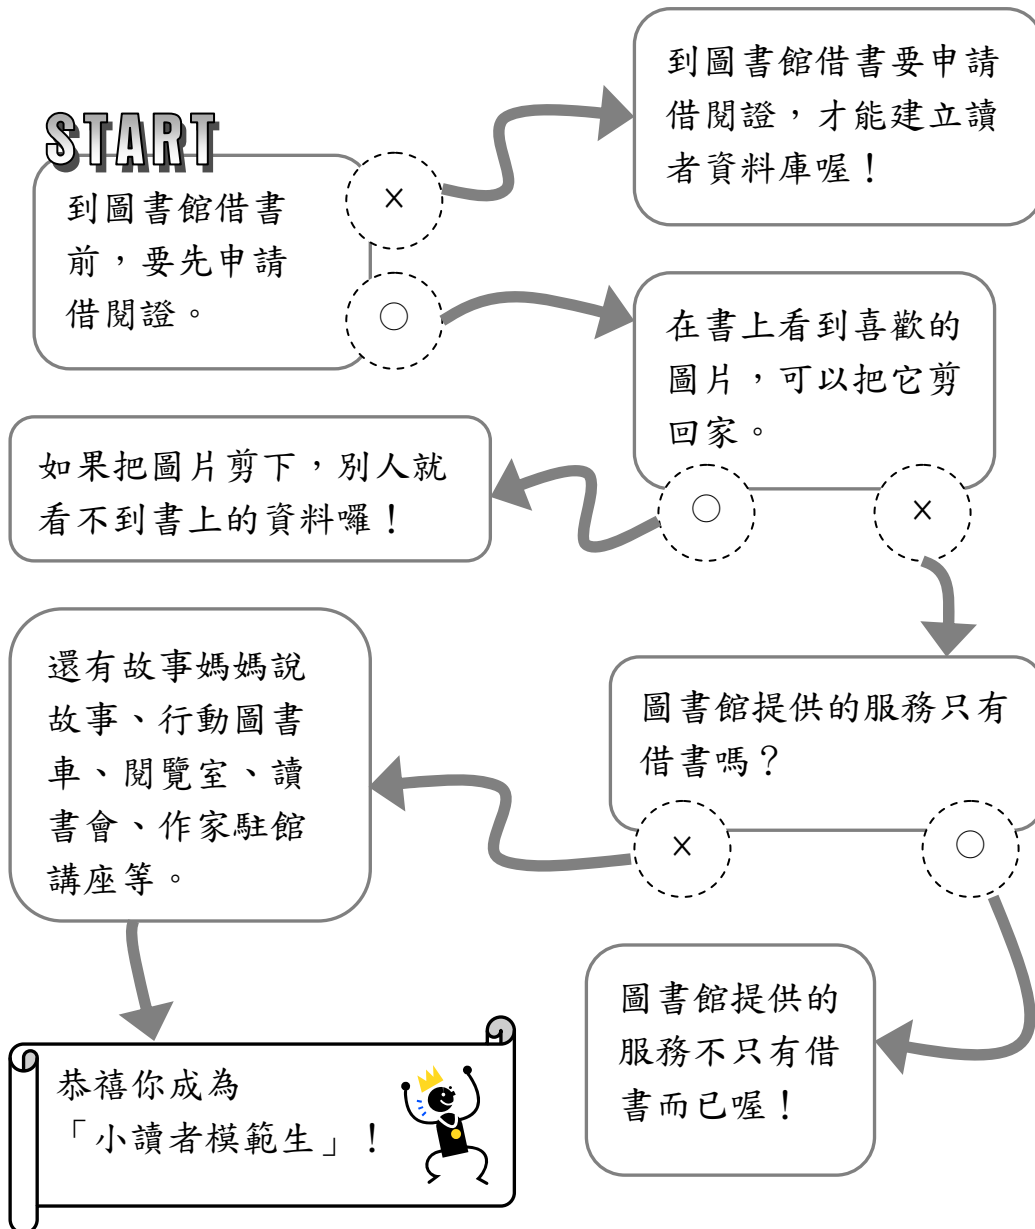 START
到圖書館借書
前，要先申請
借閱證。
×
○
到圖書館借書要申請
借閱證，才能建立讀
者資料庫喔！
在書上看到喜歡的
圖片，可以把它剪
回家。
○
×
如果把圖片剪下，別人就
看不到書上的資料囉！
圖書館提供的服務只有
借書嗎？
×
○
還有故事媽媽說
故事、行動圖書
車、閱覽室、讀
書會、作家駐館
講座等。
圖書館提供的
服務不只有借
書而已喔！
恭禧你成為
「小讀者模範生」！